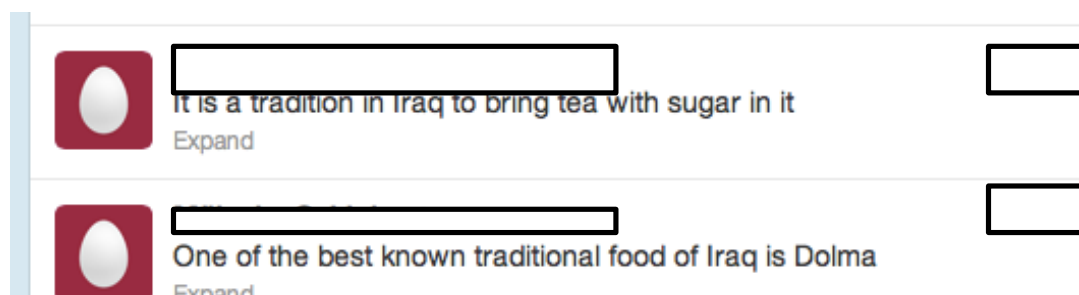 It is a tradition in Iraq to bring tea with sugar in it
Expand
One of the best known traditional food of Iraq is Dolma
Expand